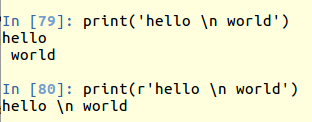 In [79]: print('hello \n world')
hello
 world
In [80]: print(r'hello \n world')
hello \n world